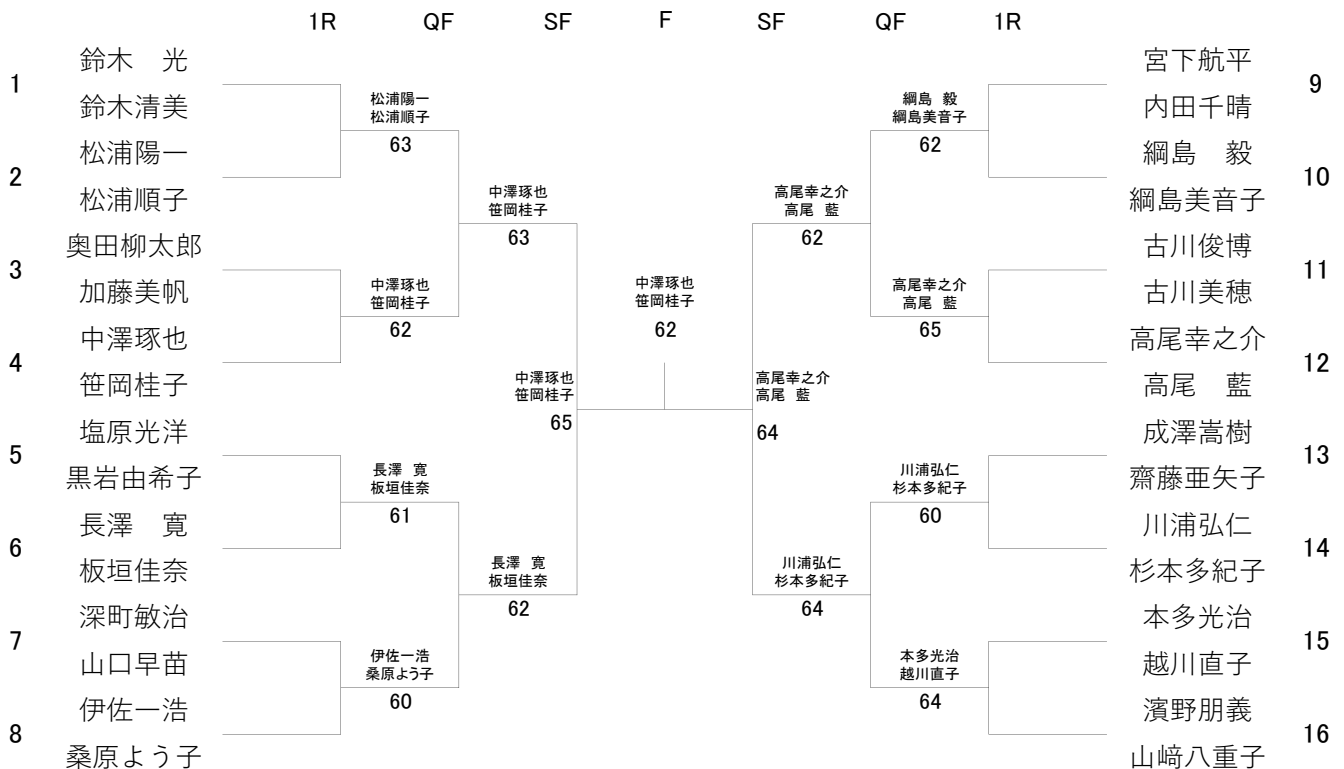 1R QF SF F SF QF 1R
鈴木　光
1
鈴木清美
松浦陽一
2
松浦順子
奥田柳太郎
3
加藤美帆
中澤琢也
4
笹岡桂子
塩原光洋
5
黒岩由希子
長澤　寛
6
板垣佳奈
深町敏治
7
山口早苗
伊佐一浩
8
桑原よう子
松浦陽一
松浦順子
63
中澤琢也
笹岡桂子
62
長澤 寛
板垣佳奈
61
伊佐一浩
桑原よう子
60
中澤琢也
笹岡桂子
63
長澤 寛
板垣佳奈
62
中澤琢也
笹岡桂子
65
中澤琢也
笹岡桂子
62
高尾幸之介
高尾 藍
64
高尾幸之介
高尾 藍
62
川浦弘仁
杉本多紀子
64
綱島 毅
綱島美音子
62
高尾幸之介
高尾 藍
65
川浦弘仁
杉本多紀子
60
本多光治
越川直子
64
宮下航平
9
内田千晴
綱島　毅
10
綱島美音子
古川俊博
11
古川美穂
高尾幸之介
12
高尾　藍
成澤嵩樹
13
齋藤亜矢子
川浦弘仁
14
杉本多紀子
本多光治
15
越川直子
濱野朋義
16
山﨑八重子